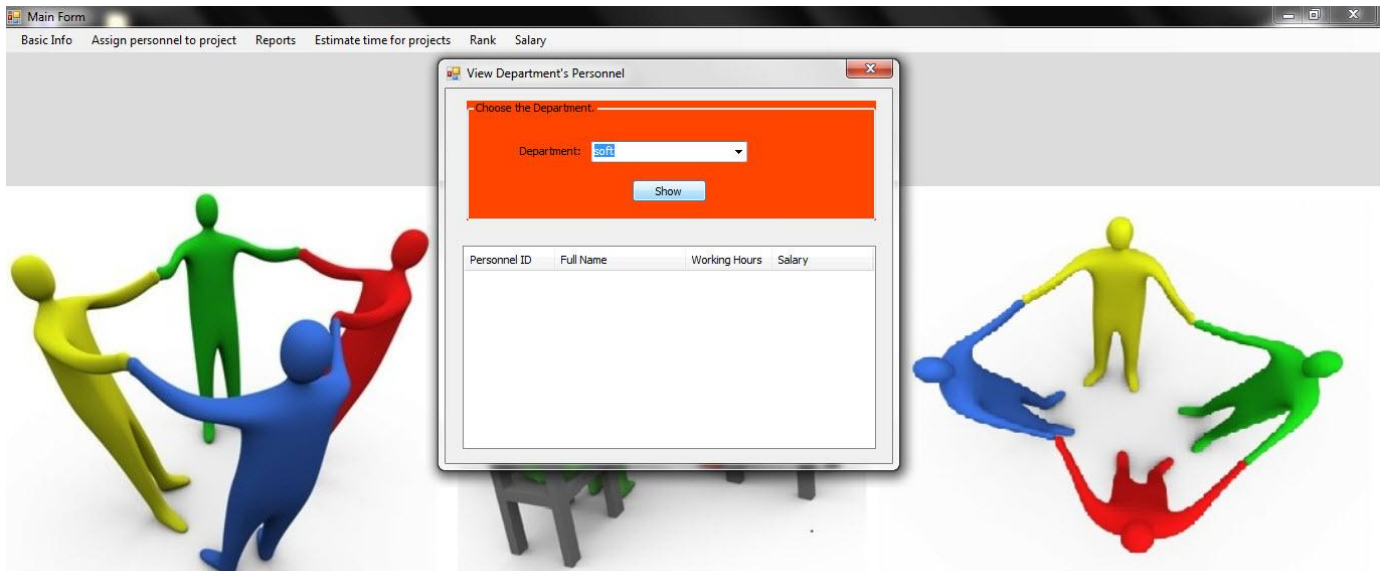 Main Form
Basic Info Assign personnel to project Reports Estimate time for projects Rank Salary
View Department's Personnel
Choose the Department.
Department: soft
Show
Personnel ID Full Name Working Hours Salary